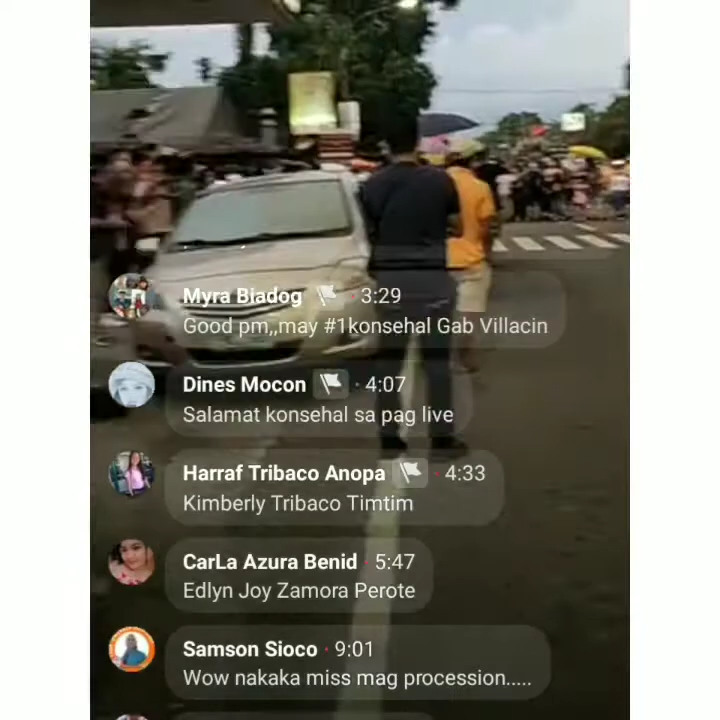 Myra Biadog · 3:29
Good pm,,may #1konsehal Gab Villacin
Dines Mocon · 4:07
Salamat konsehal sa pag live
Harraf Tribaco Anopa · 4:33
Kimberly Tribaco Timtim
CarLa Azura Benid · 5:47
Edlyn Joy Zamora Perote
Samson Sioco · 9:01
Wow nakaka miss mag procession.....